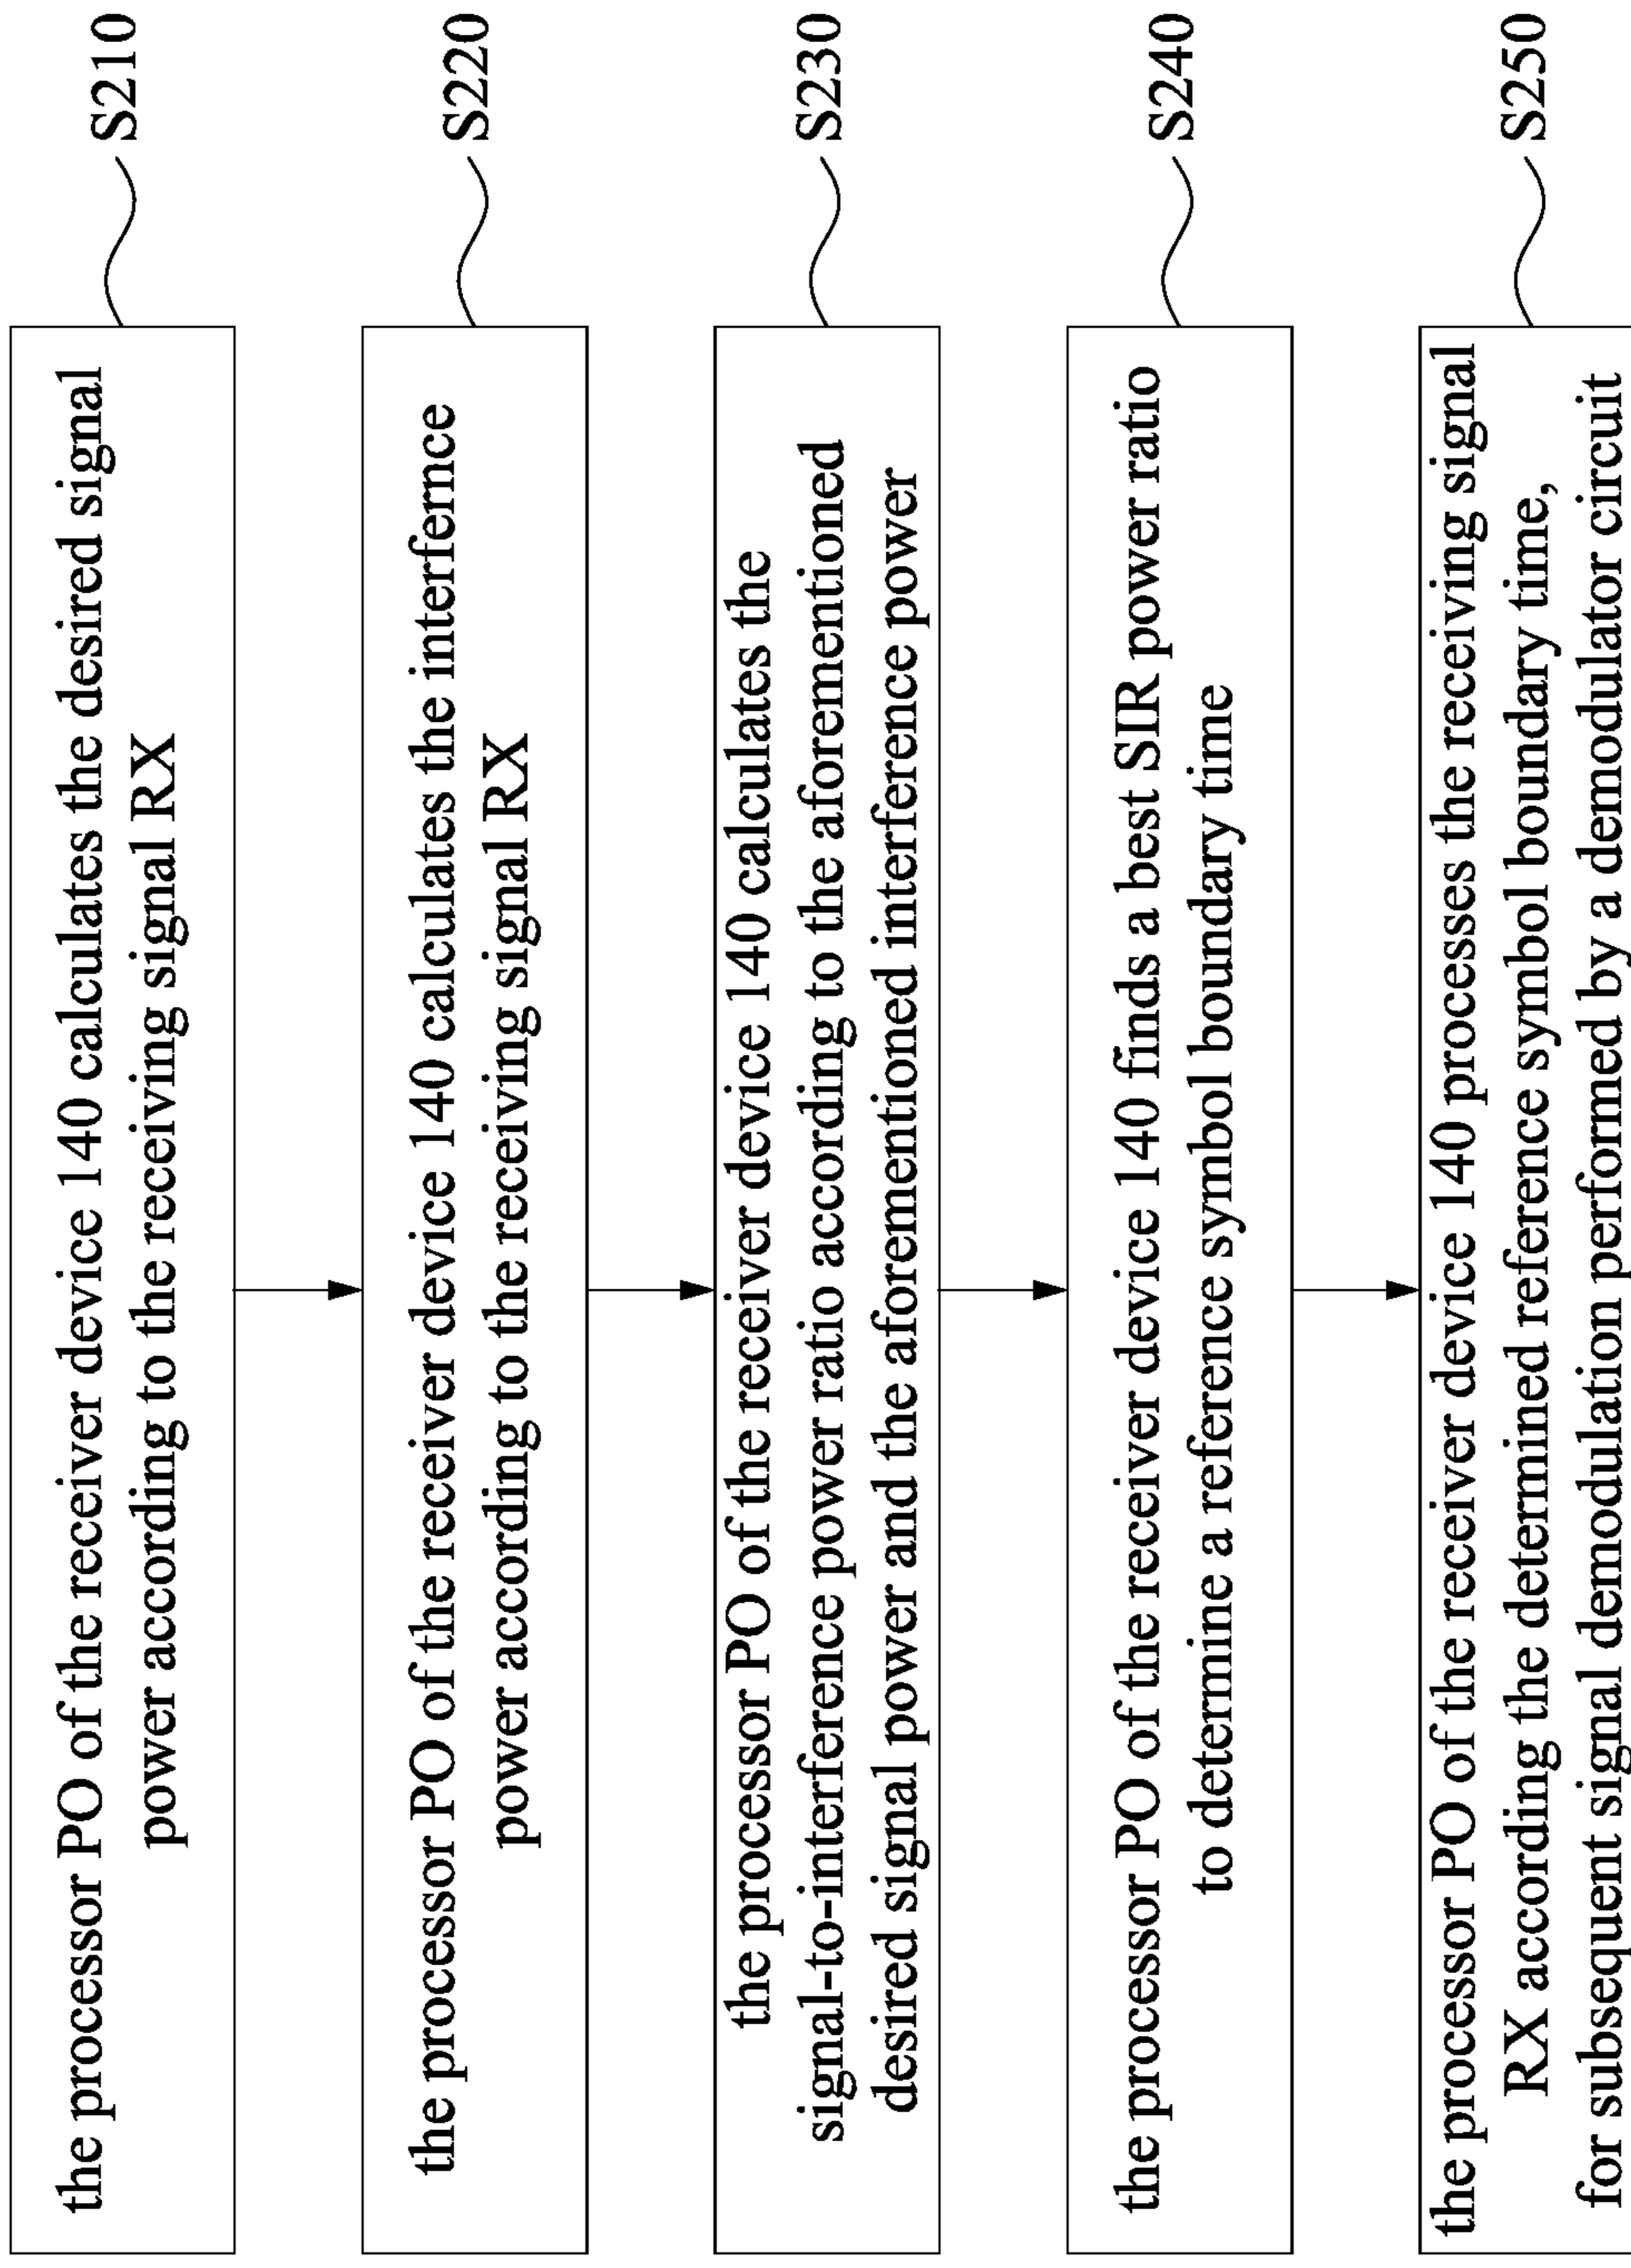 the processor PO of the receiver device 140 calculates the desired signal
power according to the receiving signal RX
S210
the processor PO of the receiver device 140 calculates the interfernce
power according to the receiving signal RX
S220
the processor PO of the receiver device 140 calculates the
signal-to-interference power ratio according to the aforementioned
desired signal power and the aforementioned interference power
S230
the processor PO of the receiver device 140 finds a best SIR power ratio
to determine a reference symbol boundary time
S240
the processor PO of the receiver device 140 processes the receiving signal
RX according the determined reference symbol boundary time,
for subsequent signal demodulation performed by a demodulator circuit
S250